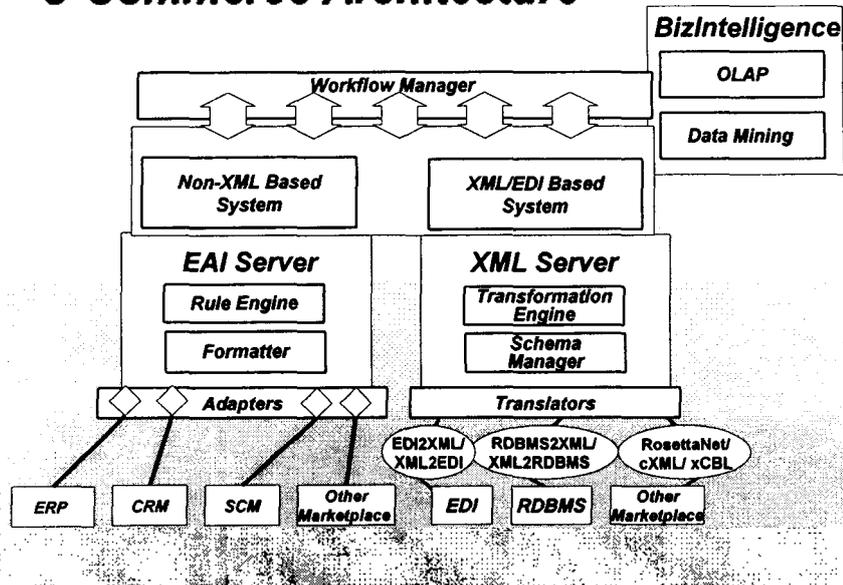 e-Commerce Architecture
BizIntelligence
OLAP
Data Mining
Workflow Manager
Non-XML Based
System
XML/EDI Based
System
EAI Server
Rule Engine
Formatter
XML Server
Transformation
Engine
Schema
Manager
Adapters
Translators
EDI2XML/
XML2EDI
RDBMS2XML/
XML2RDBMS
RosettaNet/
cXML/ xCBL
ERP
CRM
SCM
Other
Marketplace
EDI
RDBMS
Other
Marketplace